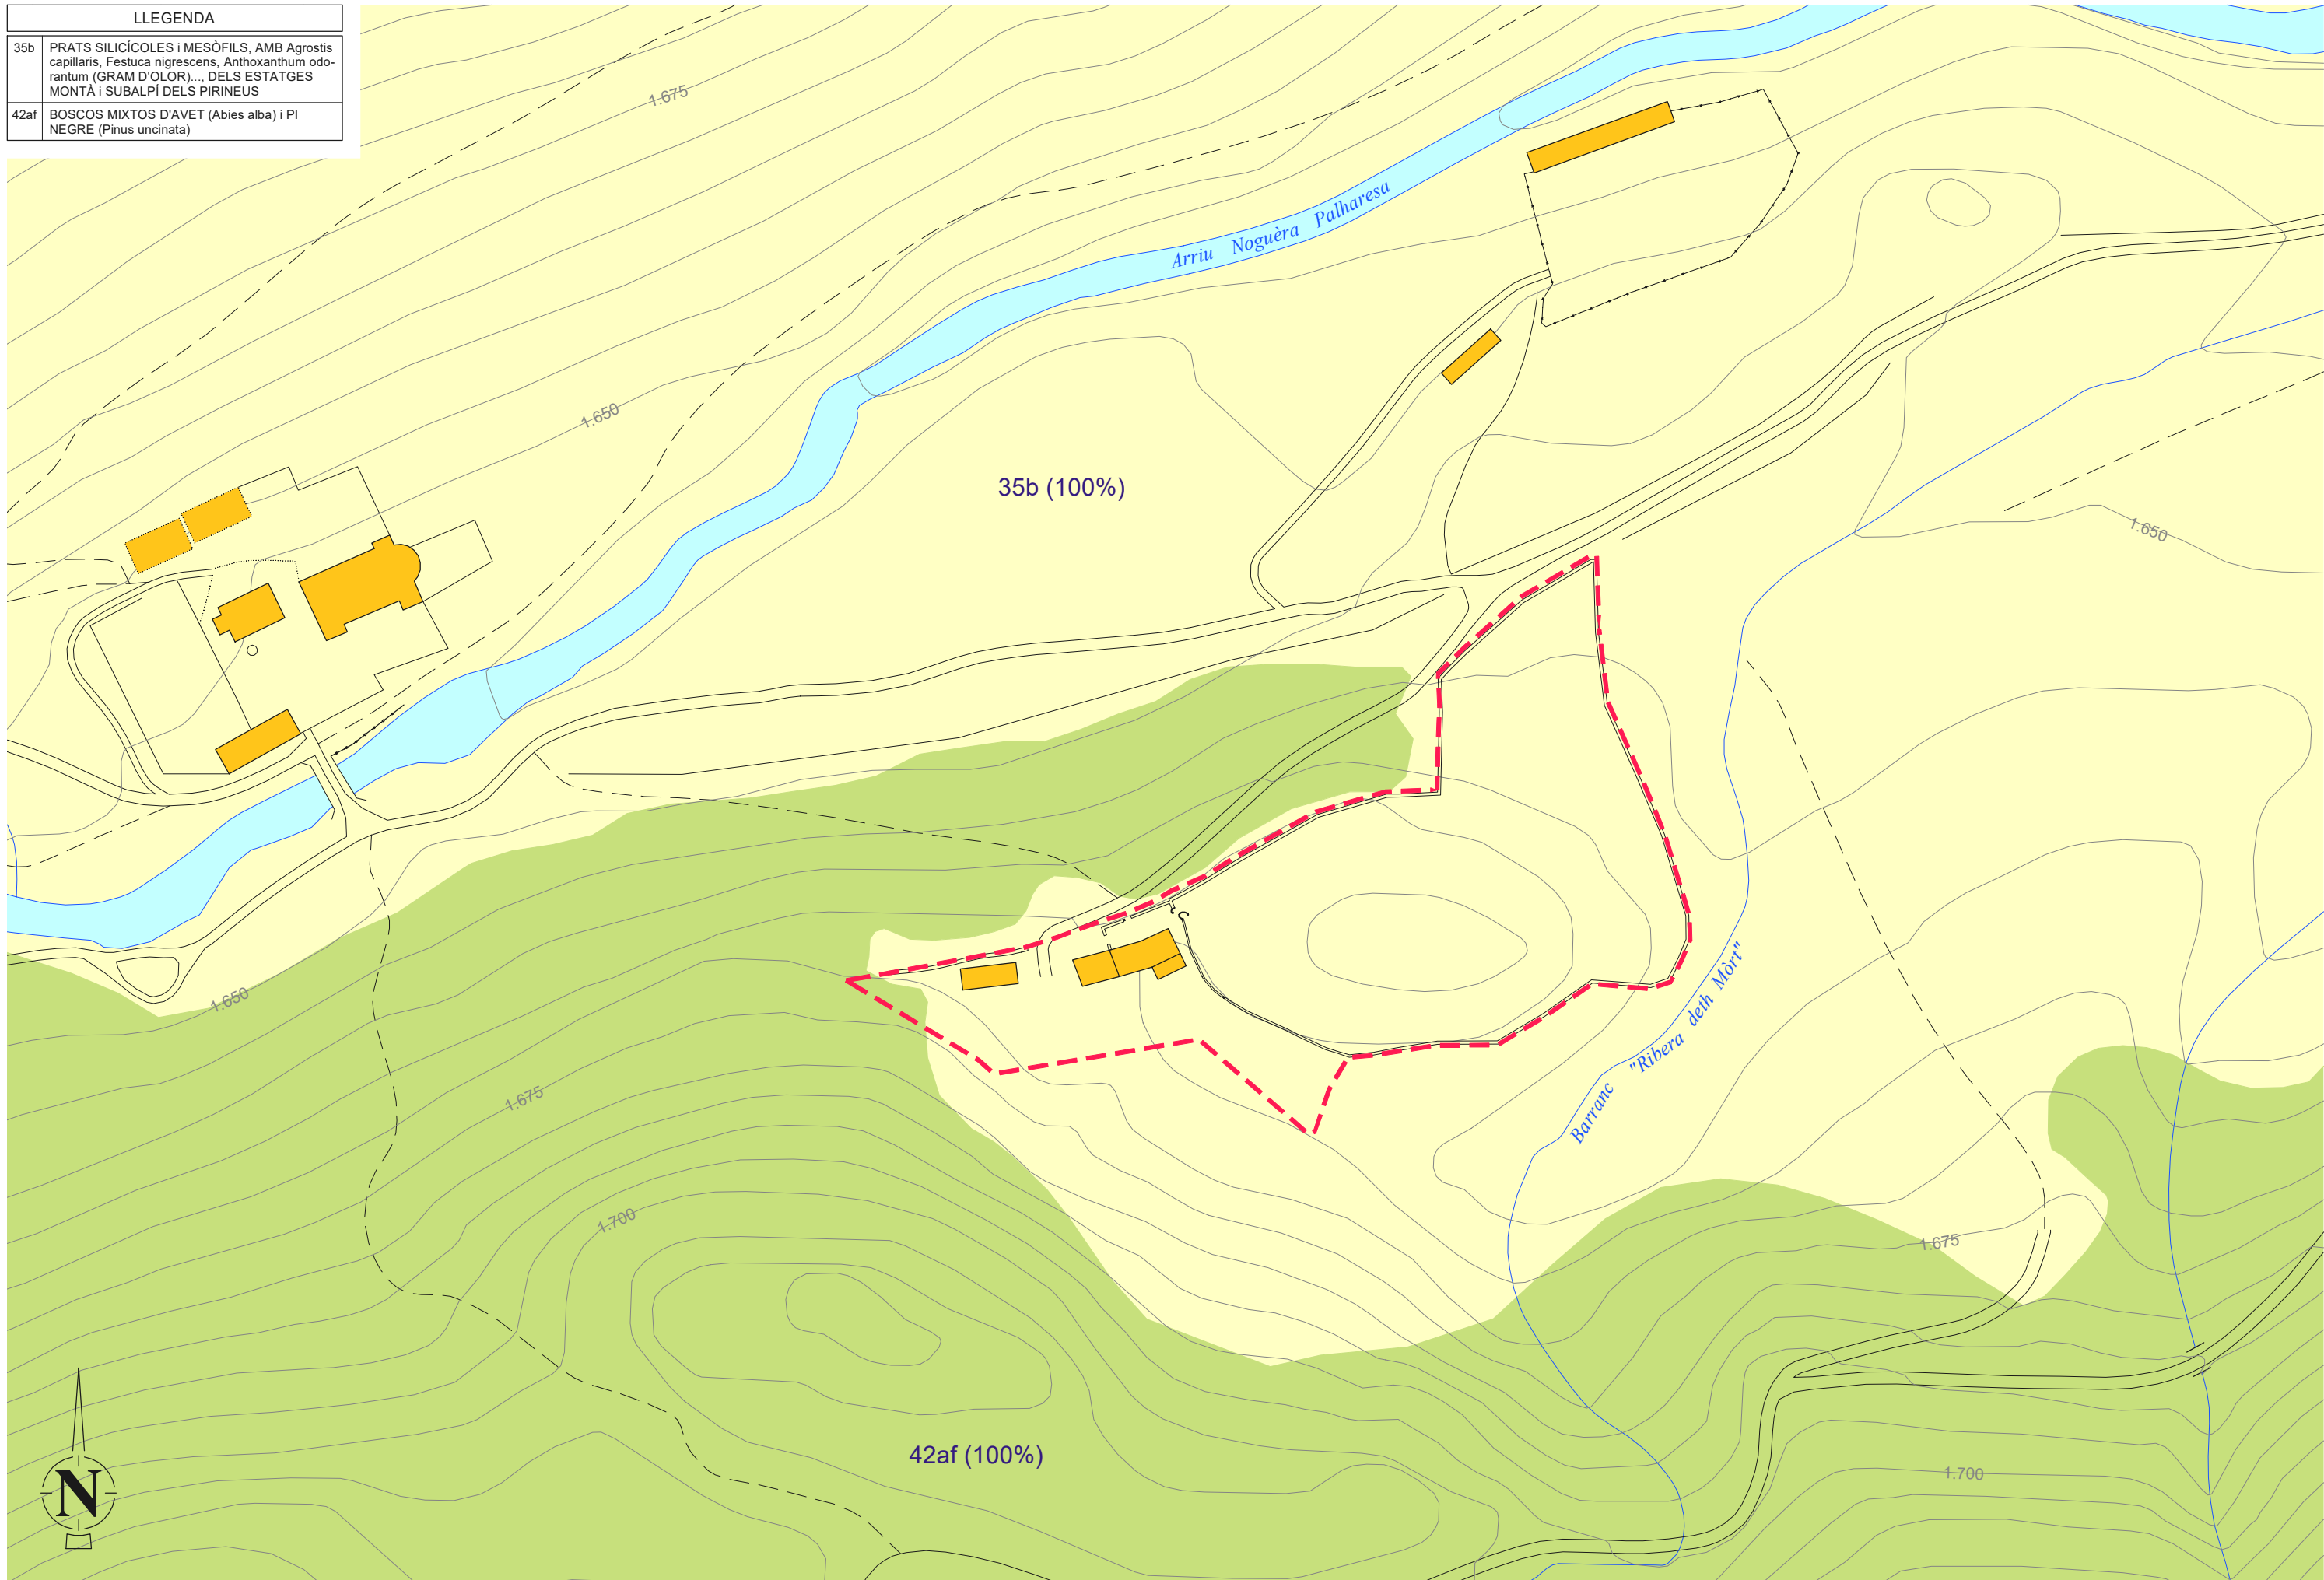 LLEGENDA
35b
PRATS SILICÍCOLES i MESÒFILS, AMB Agrostis
capillaris, Festuca nigrescens, Anthoxanthum odo-
rantum (GRAM D'OLOR)..., DELS ESTATGES
MONTÀ i SUBALPÍ DELS PIRINEUS
42af
BOSCOS MIXTOS D'AVET (Abies alba) i PI
NEGRE (Pinus uncinata)
1.675
Arriu Noguèra Palharesa
1.650
35b (100%)
1.650
Barranc "Ribera deth Mòrt"
1.650
1.675
1.700
1.675
42af (100%)
1.700
N